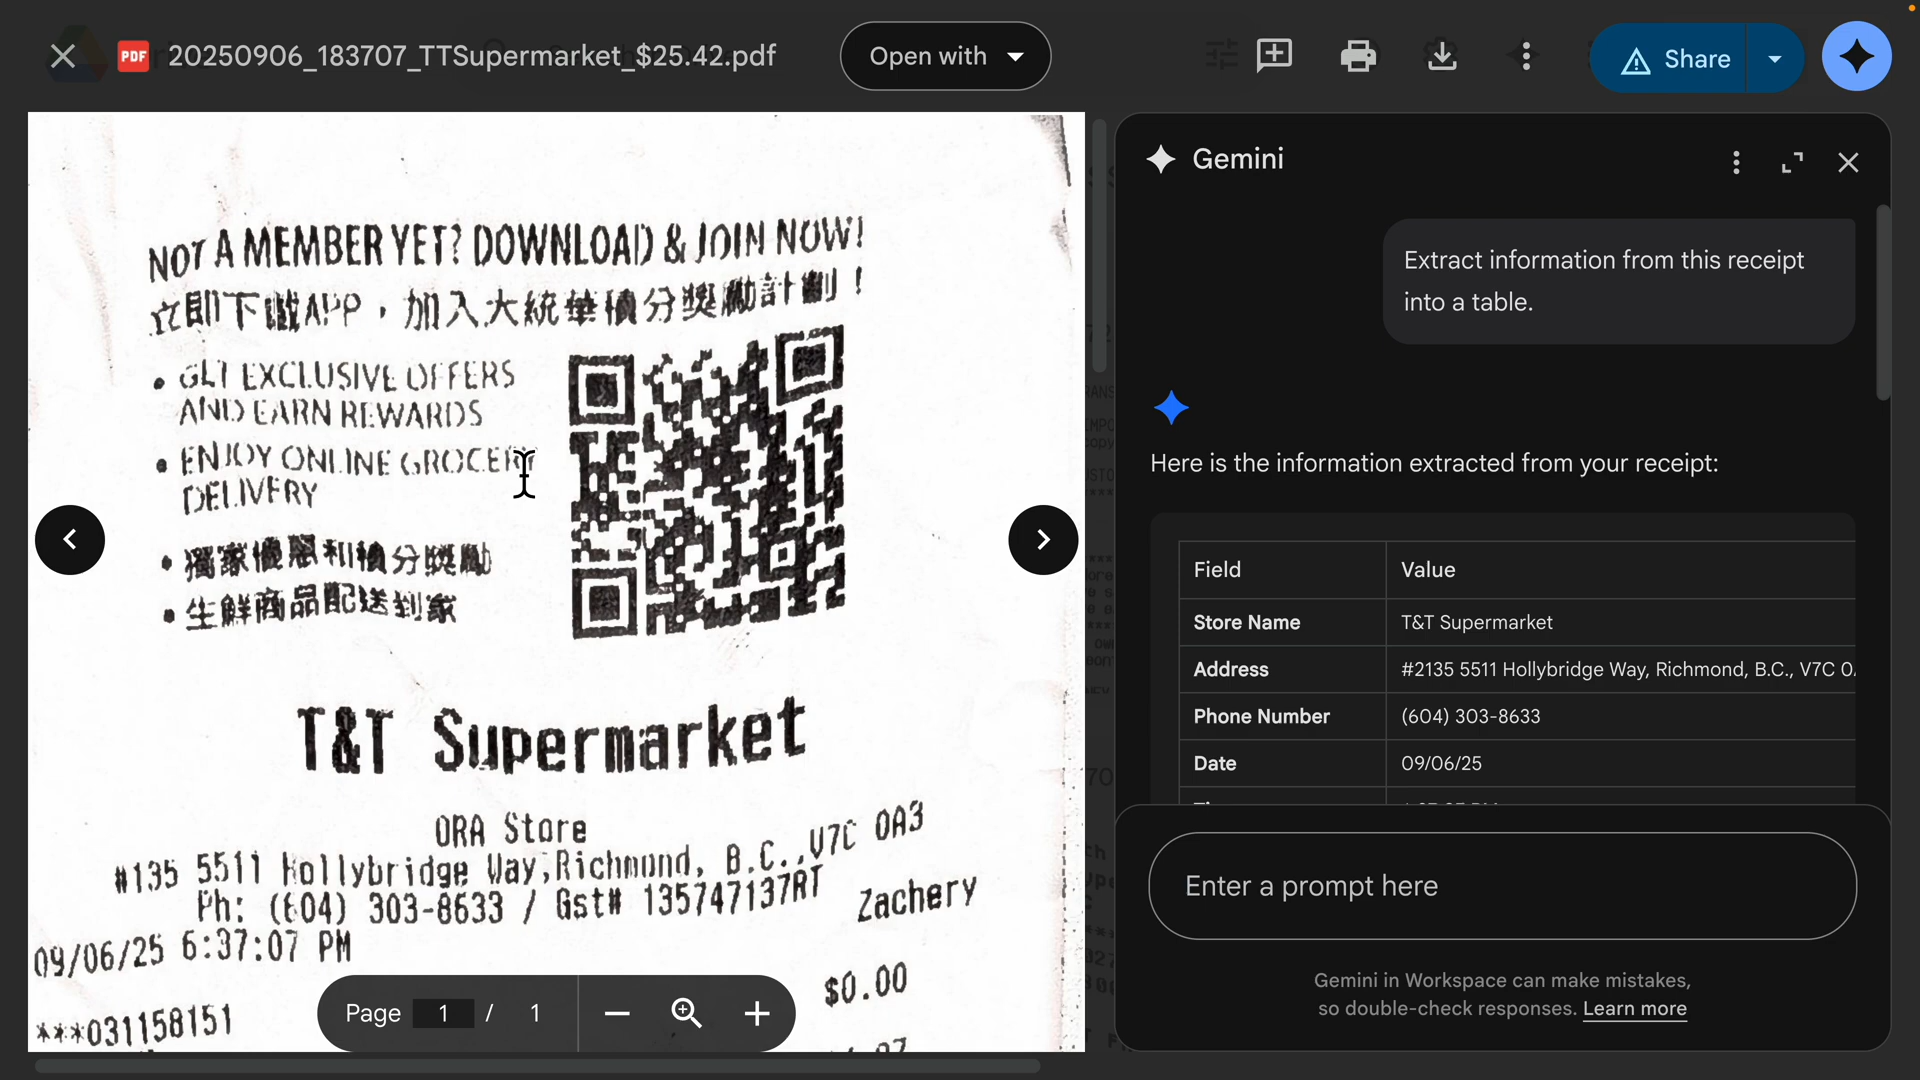 20250906_183707_TTSupermarket_$25.42.pdf
Open with
Share
NOT A MEMBER YET? DOWNLOAD & JOIN NOW!
立即下載APP，加入大統華積分獎勵計劃！
• GET EXCLUSIVE OFFERS
AND EARN REWARDS
• ENJOY ONLINE GROCERY
DELIVERY
• 獨家優惠和積分獎勵
• 生鮮商品配送到家
T&T Supermarket
ORA Store
#135 5511 Hollybridge Way,Richmond, B.C.,V7C 0A3
Ph: (604) 303-8633 / Gst# 135747137RT
Zachery
09/06/25 6:37:07 PM
$0.00
***031158151
Page 1 / 1
Gemini
Extract information from this receipt
into a table.
Here is the information extracted from your receipt:
Field Value
Store Name T&T Supermarket
Address #2135 5511 Hollybridge Way, Richmond, B.C., V7C 0
Phone Number (604) 303-8633
Date 09/06/25
Enter a prompt here
Gemini in Workspace can make mistakes,
so double-check responses. Learn more